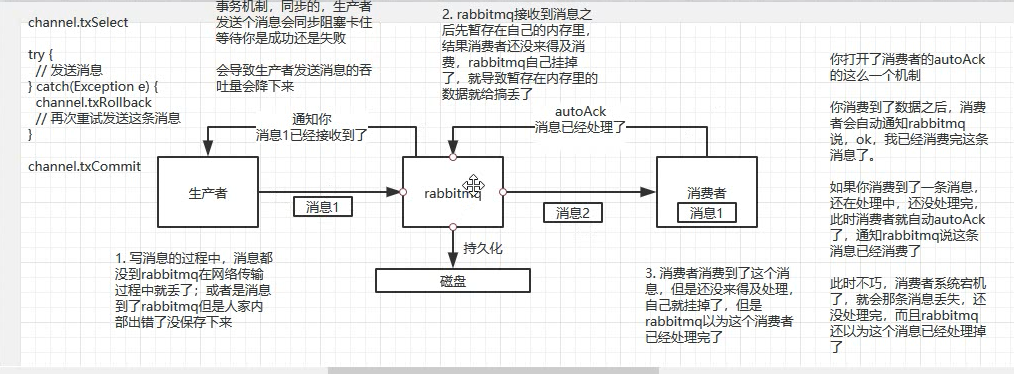 channel.txSelect
try {
// 发送消息
} catch(Exception e) {
channel.txRollback
// 再次重试发送这条消息
}
channel.txCommit
事务机制，同步的，生产者
发送个消息会同步阻塞卡住
等待你是成功还是失败
会导致生产者发送消息的吞
吐量会降下来
2. rabbitmq接收到消息之
后先暂存在自己的内存里，
结果消费者还没来得及消
费，rabbitmq自己挂掉
了，就导致暂存在内存里的
数据就给搞丢了
通知你
消息1已经接收到了
autoAck
消息已经处理了
生产者
消息1
rabbitmq
消息2
消费者
消息1
持久化
磁盘
1. 写消息的过程中，消息都
没到rabbitmq在网络传输
过程中就丢了；或者是消息
到了rabbitmq但是人家内
部出错了没保存下来
3. 消费者消费到了这个消
息，但是还没来得及处理，
自己就挂掉了，但是
rabbitmq以为这个消费者
已经处理完了
你打开了消费者的autoAck
的这么一个机制
你消费到了数据之后，消费
者会自动通知rabbitmq
说，ok，我已经消费完这条
消息了。
如果你消费到了一条消息，
还在处理中，还没处理完，
此时消费者就自动autoAck
了，通知rabbitmq说这条
消息已经消费了
此时不巧，消费者系统宕机
了，就会那条消息丢失，还
没处理完，而且rabbitmq
还以为这个消息已经处理掉
了